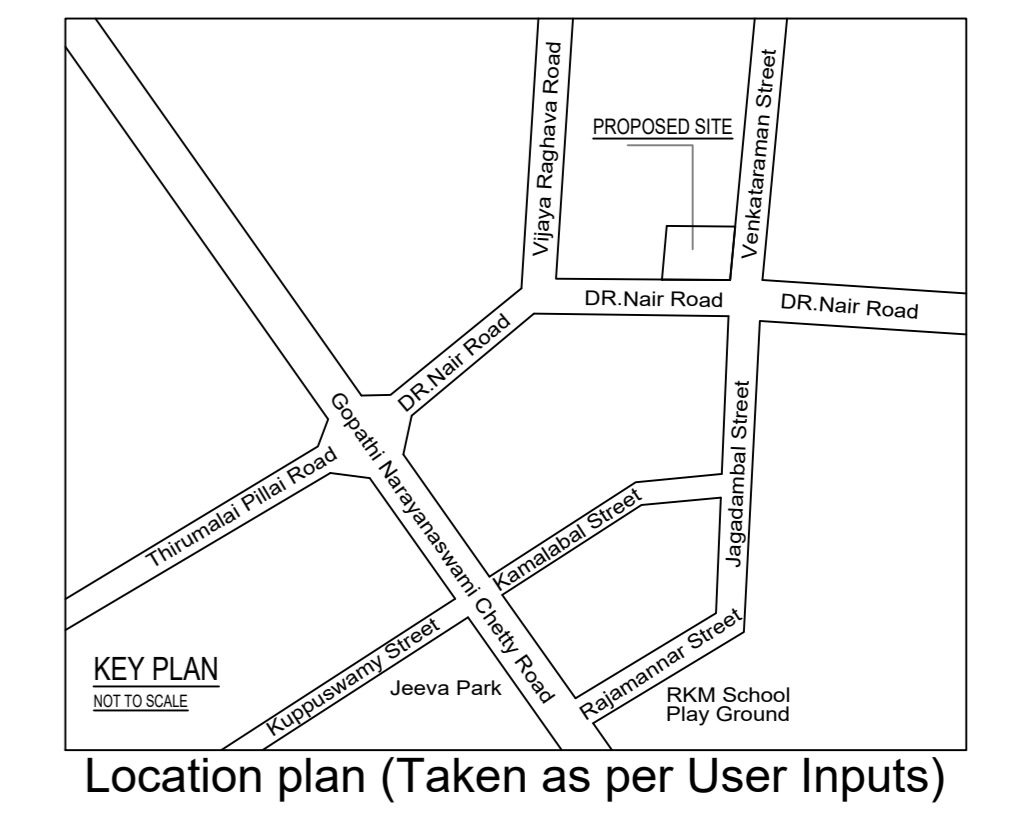 Vijaya Raghava Road
Venkataraman Street
PROPOSED SITE
DR.Nair Road
DR.Nair Road
DR.Nair Road
Gopathi Narayanaswami Chetty Road
Thirumalai Pillai Road
Jagadambal Street
Kamalabal Street
Kuppuswamy Street
Rajamannar Street
KEY PLAN
NOT TO SCALE
Jeeva Park
RKM School
Play Ground
Location plan (Taken as per User Inputs)